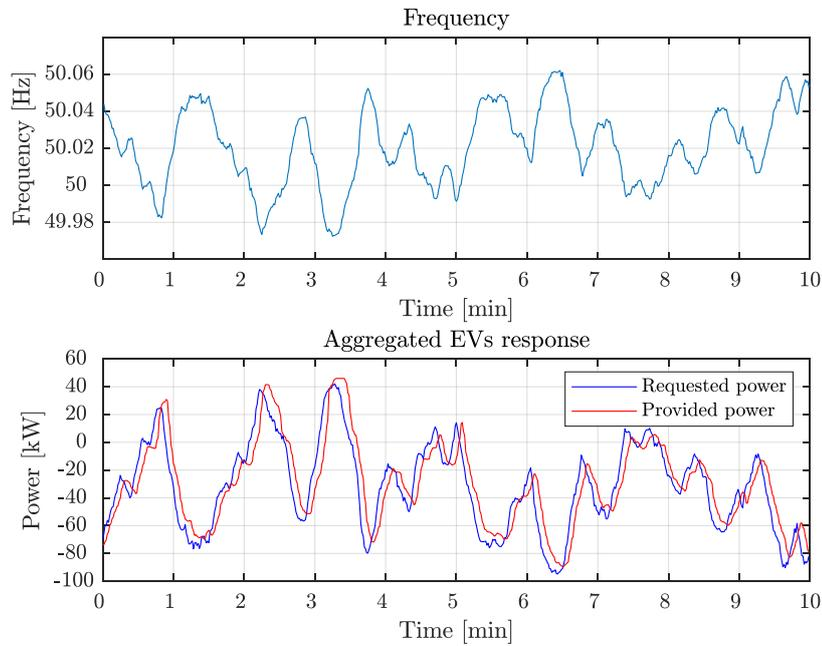 Frequency
50.06
50.04
50.02
50
49.98
Frequency [Hz]
0 1 2 3 4 5 6 7 8 9 10
Time [min]
Aggregated EVs response
60
40
20
0
-20
-40
-60
-80
-100
Power [kW]
Requested power
Provided power
0 1 2 3 4 5 6 7 8 9 10
Time [min]